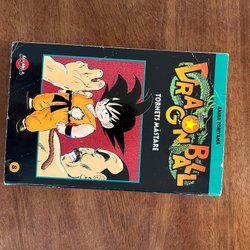 AKIRA TORIYAMA
DRAGON BALL
TORNETS MÄSTARE
8